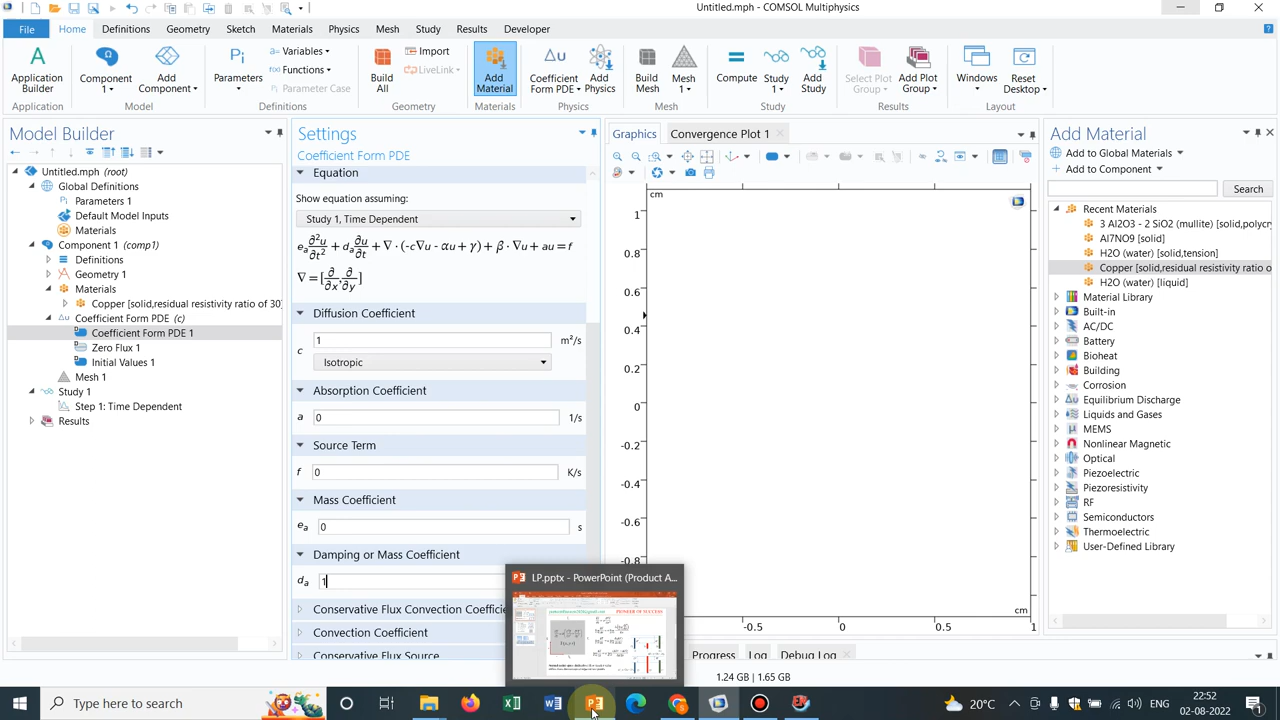 Untitled.mph - COMSOL Multiphysics
File
Home
Definitions
Geometry
Sketch
Materials
Physics
Mesh
Study
Results
Developer
Application Builder
Component 1
Add Component
Parameters
Variables
Functions
Parameter Case
Build All
Import
LiveLink
Add Material
Coefficient Form PDE
Add Physics
Build Mesh
Mesh 1
Compute
Study 1
Add Study
Select Plot Group
Add Plot Group
Windows
Reset Desktop
Application
Model
Definitions
Geometry
Materials
Physics
Mesh
Study
Results
Layout
Model Builder
Untitled.mph (root)
Global Definitions
Parameters 1
Default Model Inputs
Materials
Component 1 (comp1)
Definitions
Geometry 1
Materials
Copper [solid,residual resistivity ratio of 30]
Coefficient Form PDE (c)
Coefficient Form PDE 1
Zero Flux 1
Initial Values 1
Mesh 1
Study 1
Step 1: Time Dependent
Results
Settings
Coefficient Form PDE
Equation
Show equation assuming:
Study 1, Time Dependent
eₐ ∂²u/∂t² + dₐ ∂u/∂t + ∇ · (-c∇u - αu + γ) + β · ∇u + au = f
∇ = [∂/∂x, ∂/∂y]
Diffusion Coefficient
c 1 m²/s
Isotropic
Absorption Coefficient
a 0 1/s
Source Term
f 0 K/s
Mass Coefficient
eₐ 0 s
Damping or Mass Coefficient
dₐ 1
Conservative Flux Convection Coefficie
Convection Coefficient
Conservative Flux Source
Graphics
Convergence Plot 1
cm
1
0.8
0.6
0.4
0.2
0
-0.2
-0.4
-0.6
-0.8
cm
-0.5
0
0.5
1
Progress
Log
Debug Log
1.24 GB | 1.65 GB
Add Material
Add to Global Materials
Add to Component
Search
Recent Materials
3 Al2O3 - 2 SiO2 (mullite) [solid,polycry
Al7NO9 [solid]
H2O (water) [solid,tension]
Copper [solid,residual resistivity ratio o
H2O (water) [liquid]
Material Library
Built-in
AC/DC
Battery
Bioheat
Building
Corrosion
Equilibrium Discharge
Liquids and Gases
MEMS
Nonlinear Magnetic
Optical
Piezoelectric
Piezoresistivity
RF
Semiconductors
Thermoelectric
User-Defined Library
LP.pptx - PowerPoint (Product A...
PIONEER OF SUCCESS
Type here to search
20°C
ENG
22:52
02-08-2022